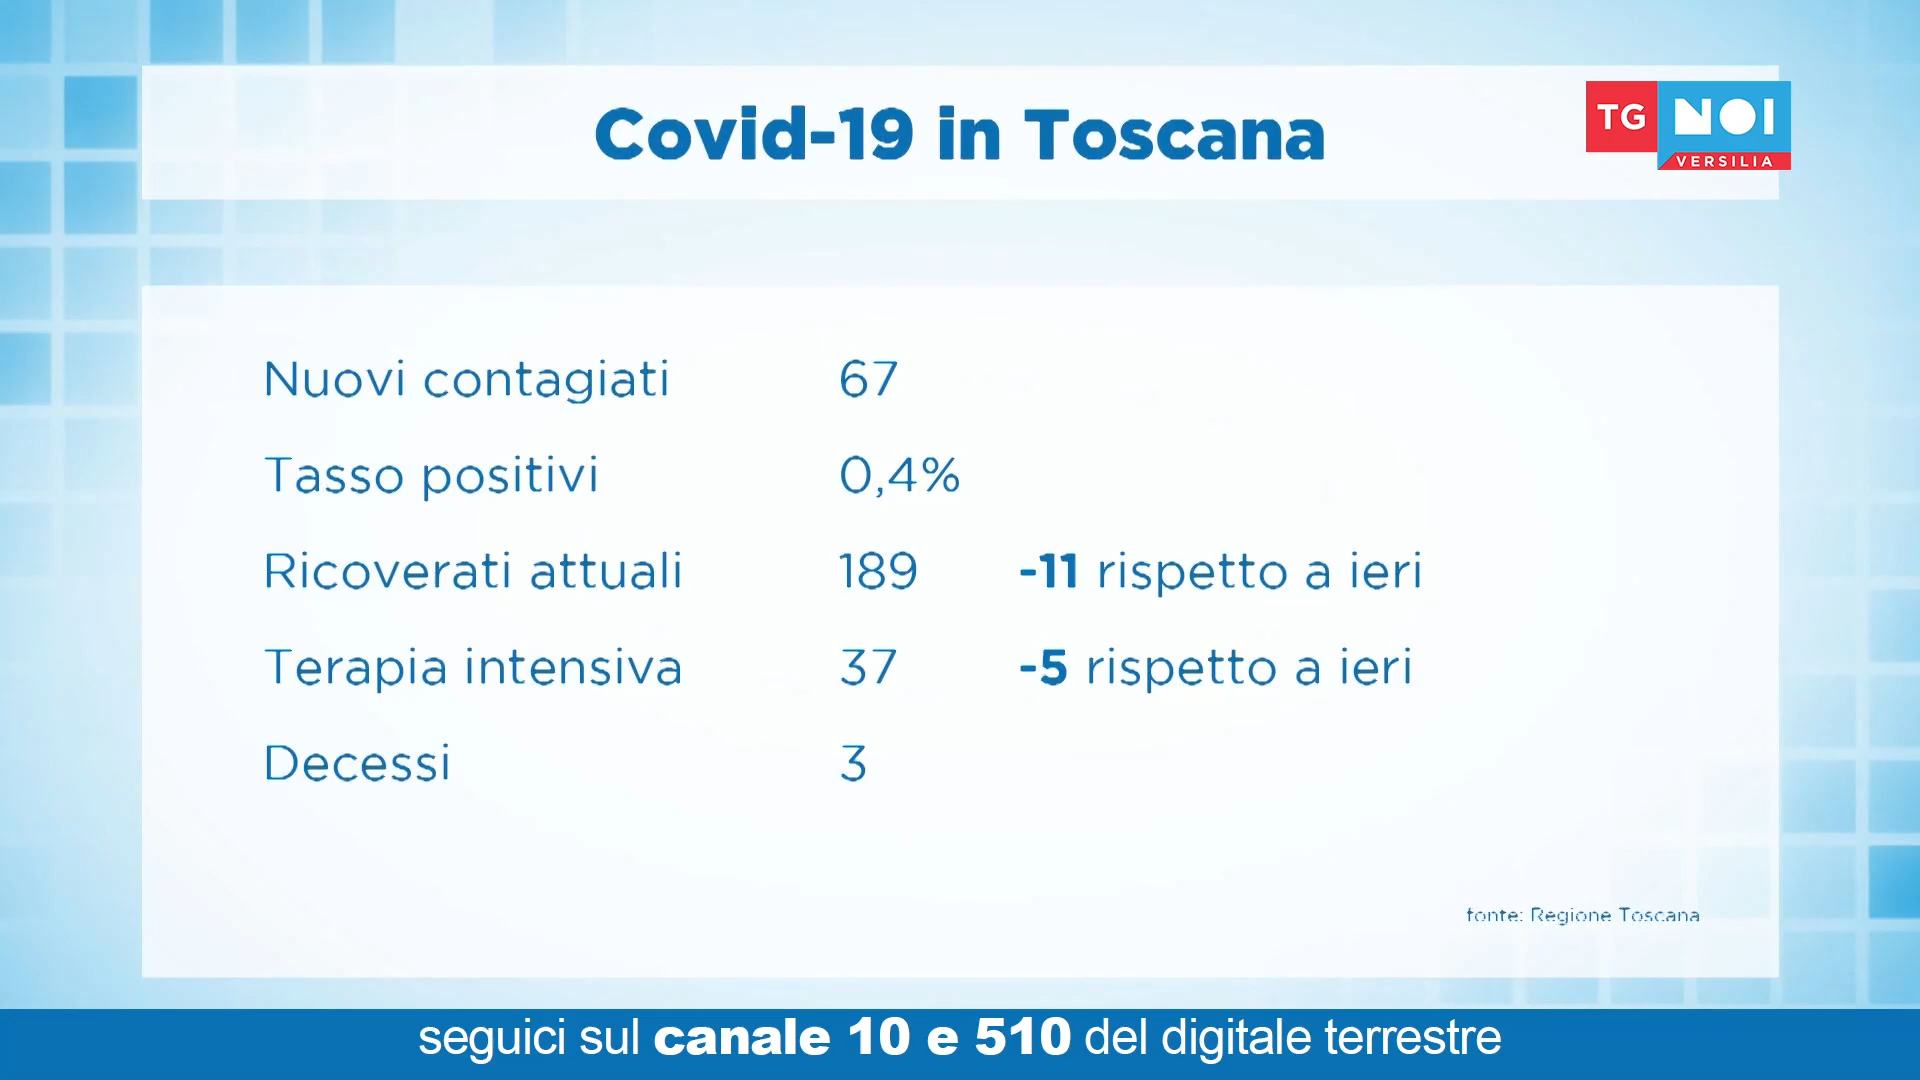 Covid-19 in Toscana
TG NOI
VERSILIA
Nuovi contagiati 67
Tasso positivi 0,4%
Ricoverati attuali 189 -11 rispetto a ieri
Terapia intensiva 37 -5 rispetto a ieri
Decessi 3
fonte: Regione Toscana
seguici sul canale 10 e 510 del digitale terrestre